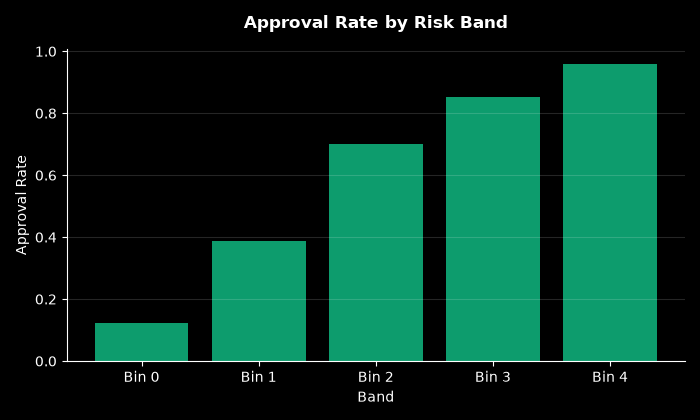 Approval Rate by Risk Band
1.0
0.8
0.6
0.4
0.2
0.0
Approval Rate
Bin 0 Bin 1 Bin 2 Bin 3 Bin 4
Band